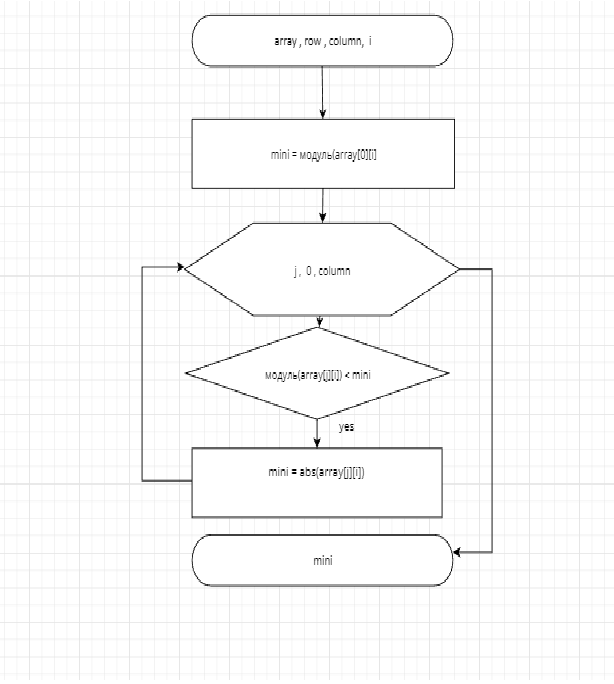 array , row , column, i
mini = модуль(array[0][i]
j , 0 , column
модуль(array[j][i]) < mini
yes
mini = abs(array[j][i])
mini